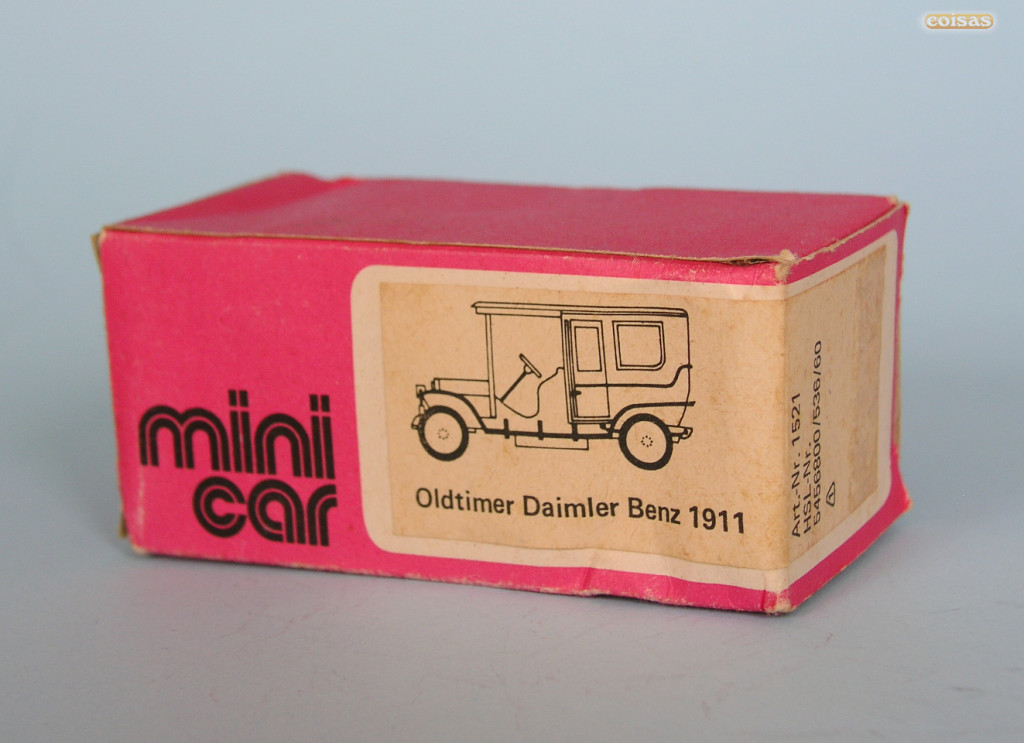 coisas
mini
car
Oldtimer Daimler Benz 1911
Art.-Nr. 1521
HSL-Nr.
5456800/536/60